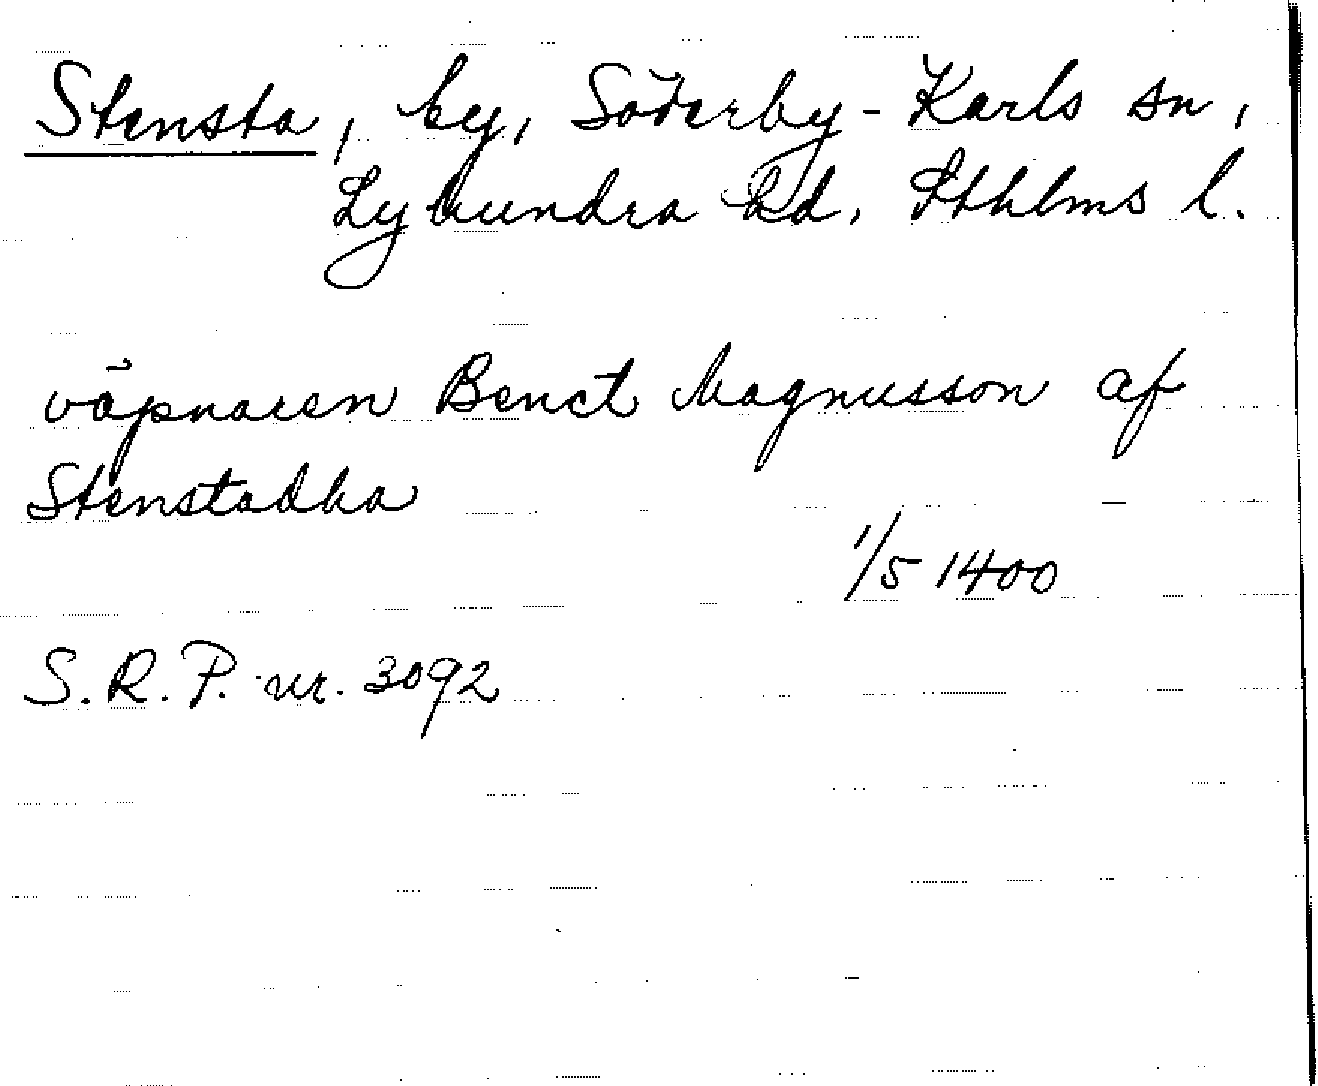 Stensta, by, Söderby-Karls sn,
Lyhundra hd, Sthlms l.
väpnaren Benct Magnusson af
Stenstadha
1/5 1400
S.R.P. nr. 3092